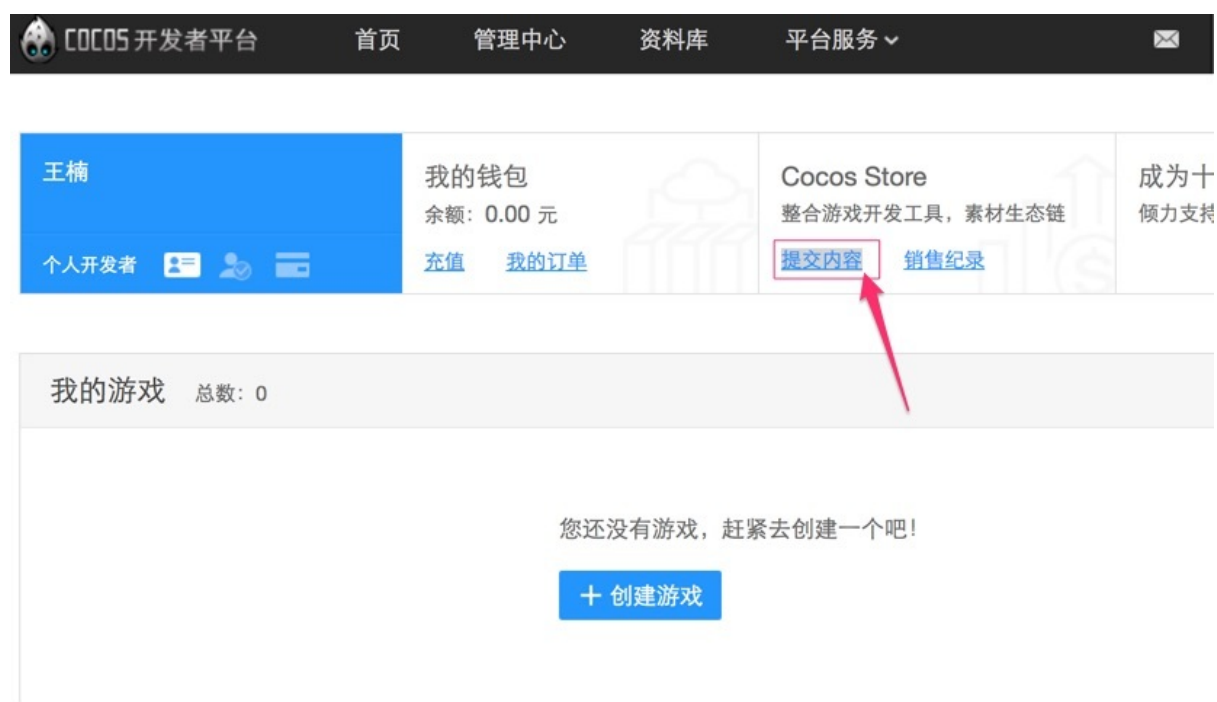 COCOS 开发者平台 首页 管理中心 资料库 平台服务
王楠
个人开发者
我的钱包
余额：0.00 元
充值 我的订单
Cocos Store
整合游戏开发工具，素材生态链
提交内容 销售纪录
成为十
倾力支持
我的游戏 总数：0
您还没有游戏，赶紧去创建一个吧！
＋ 创建游戏